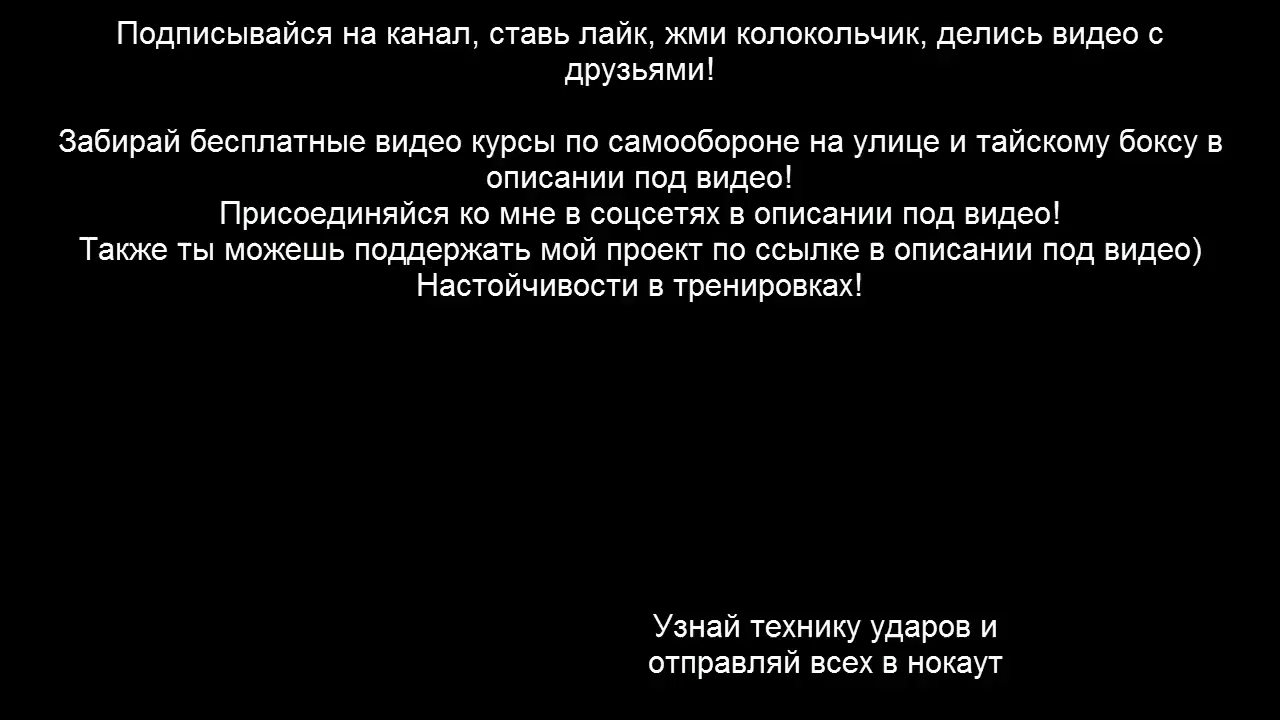 Подписывайся на канал, ставь лайк, жми колокольчик, делись видео с
друзьями!
Забирай бесплатные видео курсы по самообороне на улице и тайскому боксу в
описании под видео!
Присоединяйся ко мне в соцсетях в описании под видео!
Также ты можешь поддержать мой проект по ссылке в описании под видео)
Настойчивости в тренировках!
Узнай технику ударов и
отправляй всех в нокаут